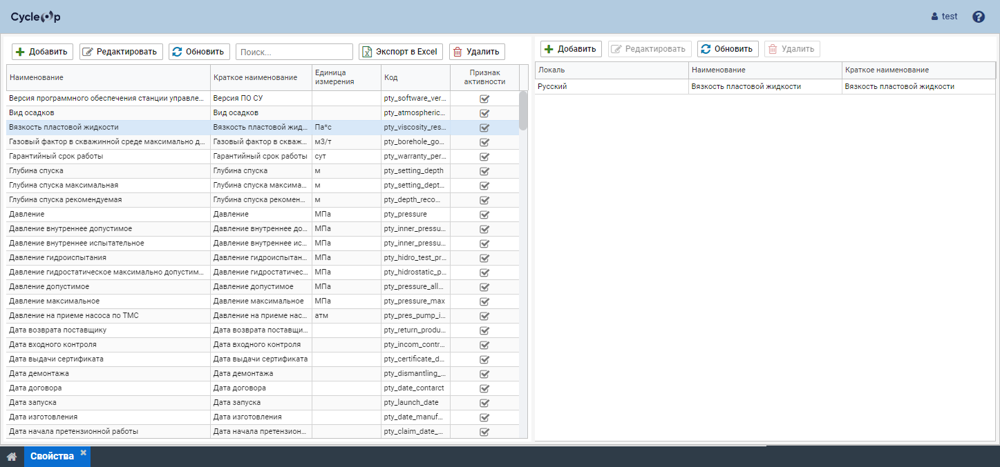 CycleOp
test
Добавить Редактировать Обновить Поиск... Экспорт в Excel Удалить
Наименование Краткое наименование Единица измерения Код Признак активности
Версия программного обеспечения станции управле... Версия ПО СУ pty_software_ver...
Вид осадков Вид осадков pty_atmospheric...
Вязкость пластовой жидкости Вязкость пластовой жид... Па*с pty_viscosity_res...
Газовый фактор в скважинной среде максимально д... Газовый фактор в скваж... м3/т pty_borehole_go...
Гарантийный срок работы Гарантийный срок работы сут pty_warranty_per...
Глубина спуска Глубина спуска м pty_setting_depth
Глубина спуска максимальная Глубина спуска максима... м pty_setting_dept...
Глубина спуска рекомендуемая Глубина спуска рекомен... м pty_depth_reco...
Давление Давление МПа pty_pressure
Давление внутреннее допустимое Давление внутреннее до... МПа pty_inner_pressu...
Давление внутреннее испытательное Давление внутреннее ис... МПа pty_inner_pressu...
Давление гидроиспытания Давление гидроиспытан... МПа pty_hidro_test_pr...
Давление гидростатическое максимально допустим... Давление гидростатичес... МПа pty_hidrostatic_p...
Давление допустимое Давление допустимое МПа pty_pressure_all...
Давление максимальное Давление максимальное МПа pty_pressure_max
Давление на приеме насоса по ТМС Давление на приеме нас... атм pty_pres_pump_i...
Дата возврата поставщику Дата возврата поставщи... pty_return_produ...
Дата входного контроля Дата входного контроля pty_incom_contr...
Дата выдачи сертификата Дата выдачи сертификата pty_certificate_d...
Дата демонтажа Дата демонтажа pty_dismantling_...
Дата договора Дата договора pty_date_contarct
Дата запуска Дата запуска pty_launch_date
Дата изготовления Дата изготовления pty_date_manuf...
Дата начала претензионной работы Дата начала претензион... pty_claim_date_...
Добавить Редактировать Обновить Удалить
Локаль Наименование Краткое наименование
Русский Вязкость пластовой жидкости Вязкость пластовой жидкости
Свойства